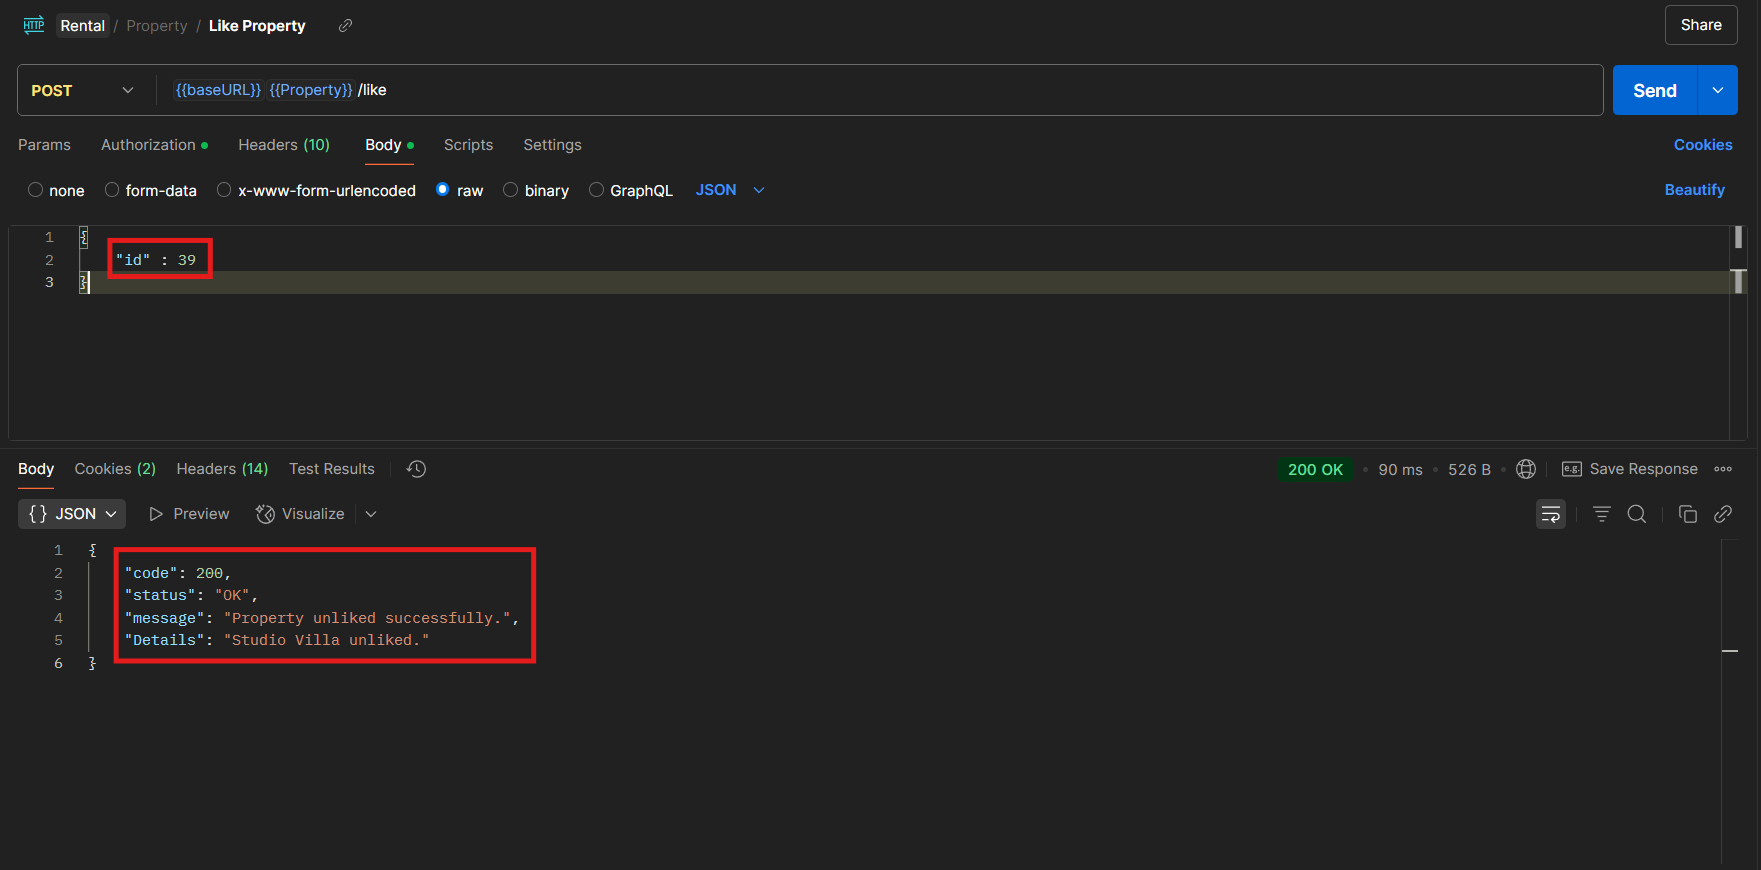 HTTP Rental / Property / Like Property Share
POST {{baseURL}} {{Property}} /like Send
Params Authorization Headers (10) Body Scripts Settings Cookies
none form-data x-www-form-urlencoded raw binary GraphQL JSON Beautify
1 {
2 "id" : 39
3 }
Body Cookies (2) Headers (14) Test Results 200 OK • 90 ms • 526 B • e.g. Save Response
{} JSON Preview Visualize
1 {
2 "code": 200,
3 "status": "OK",
4 "message": "Property unliked successfully.",
5 "Details": "Studio Villa unliked."
6 }